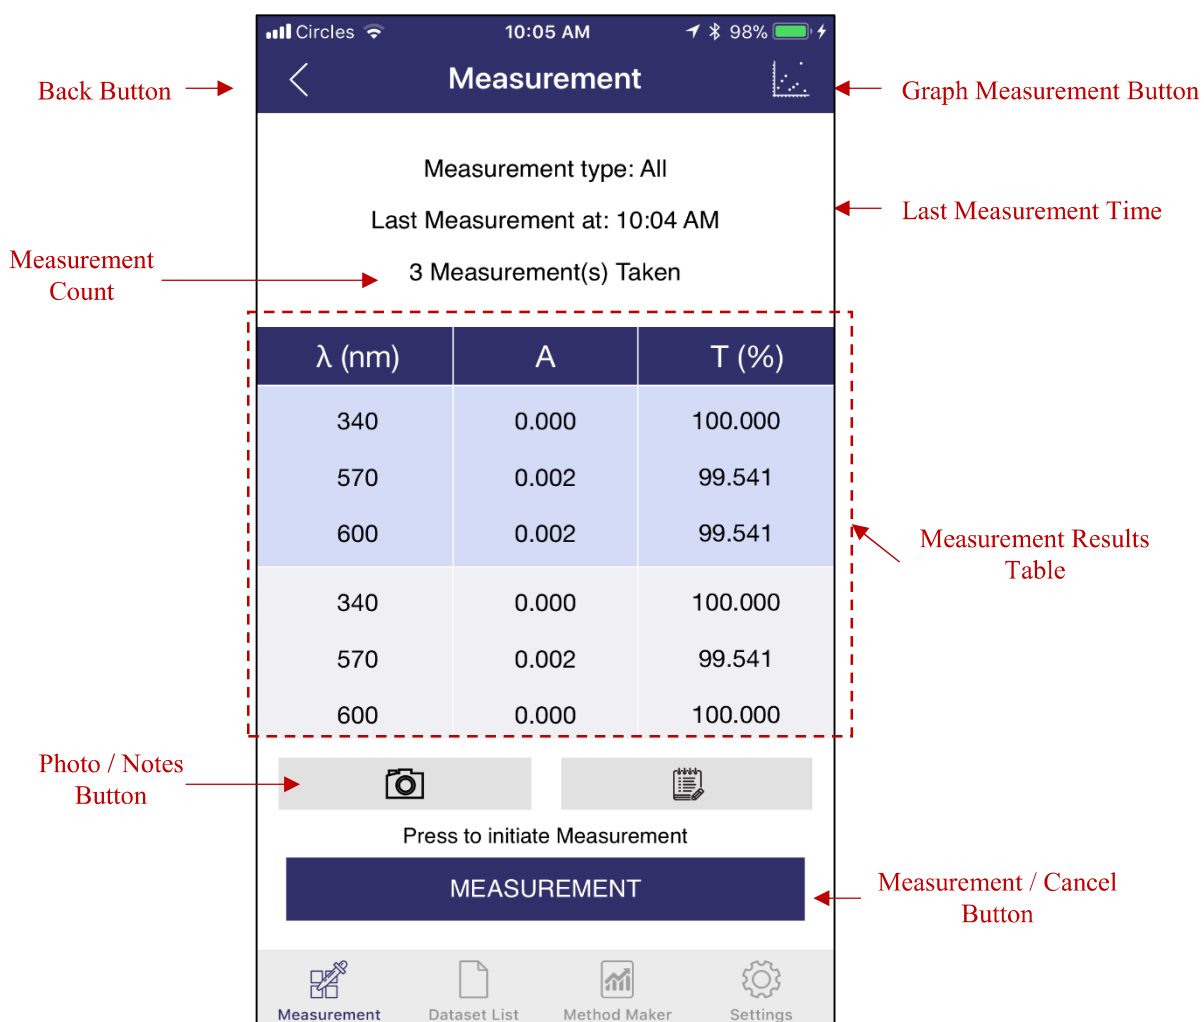 Circles 10:05 AM 98%
Back Button
Measurement
Graph Measurement Button
Measurement type: All
Last Measurement at: 10:04 AM
Last Measurement Time
Measurement
Count
3 Measurement(s) Taken
λ (nm) A T (%)
340 0.000 100.000
570 0.002 99.541
600 0.002 99.541
Measurement Results
Table
340 0.000 100.000
570 0.002 99.541
600 0.000 100.000
Photo / Notes
Button
Press to initiate Measurement
MEASUREMENT
Measurement / Cancel
Button
Measurement Dataset List Method Maker Settings